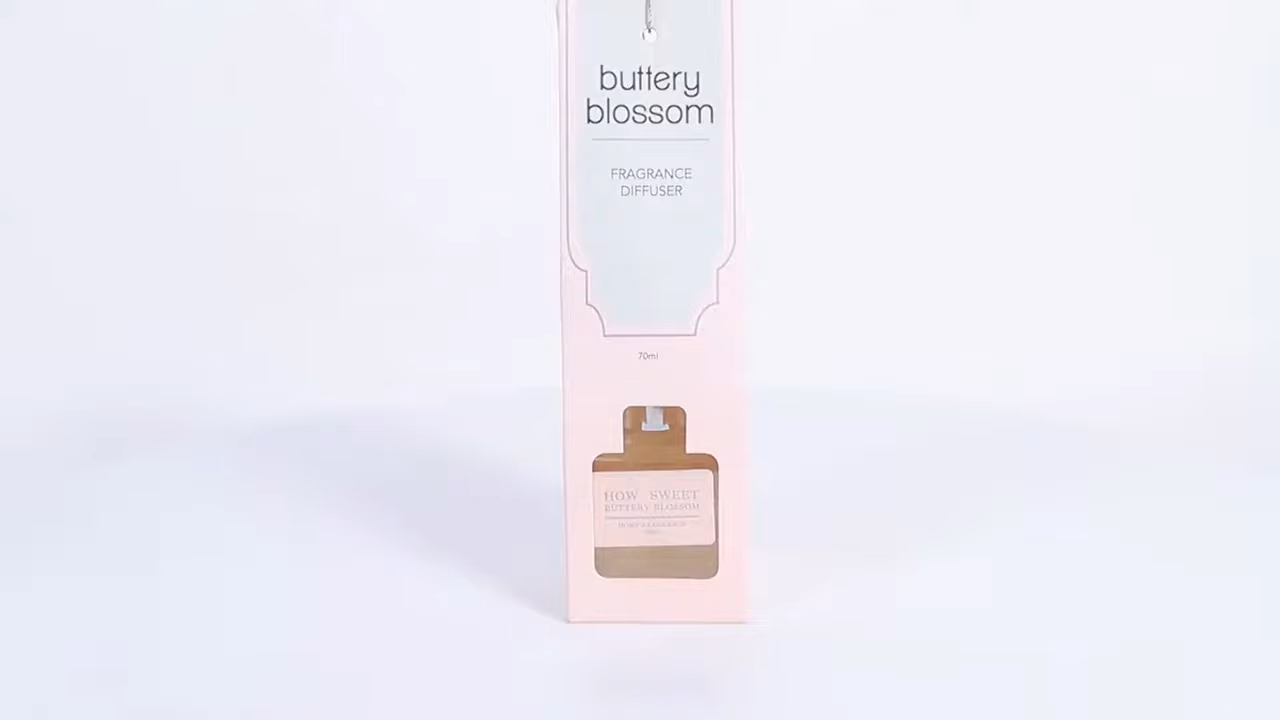 buttery
blossom
FRAGRANCE
DIFFUSER
70ml
HOW SWEET
BUTTERY BLOSSOM